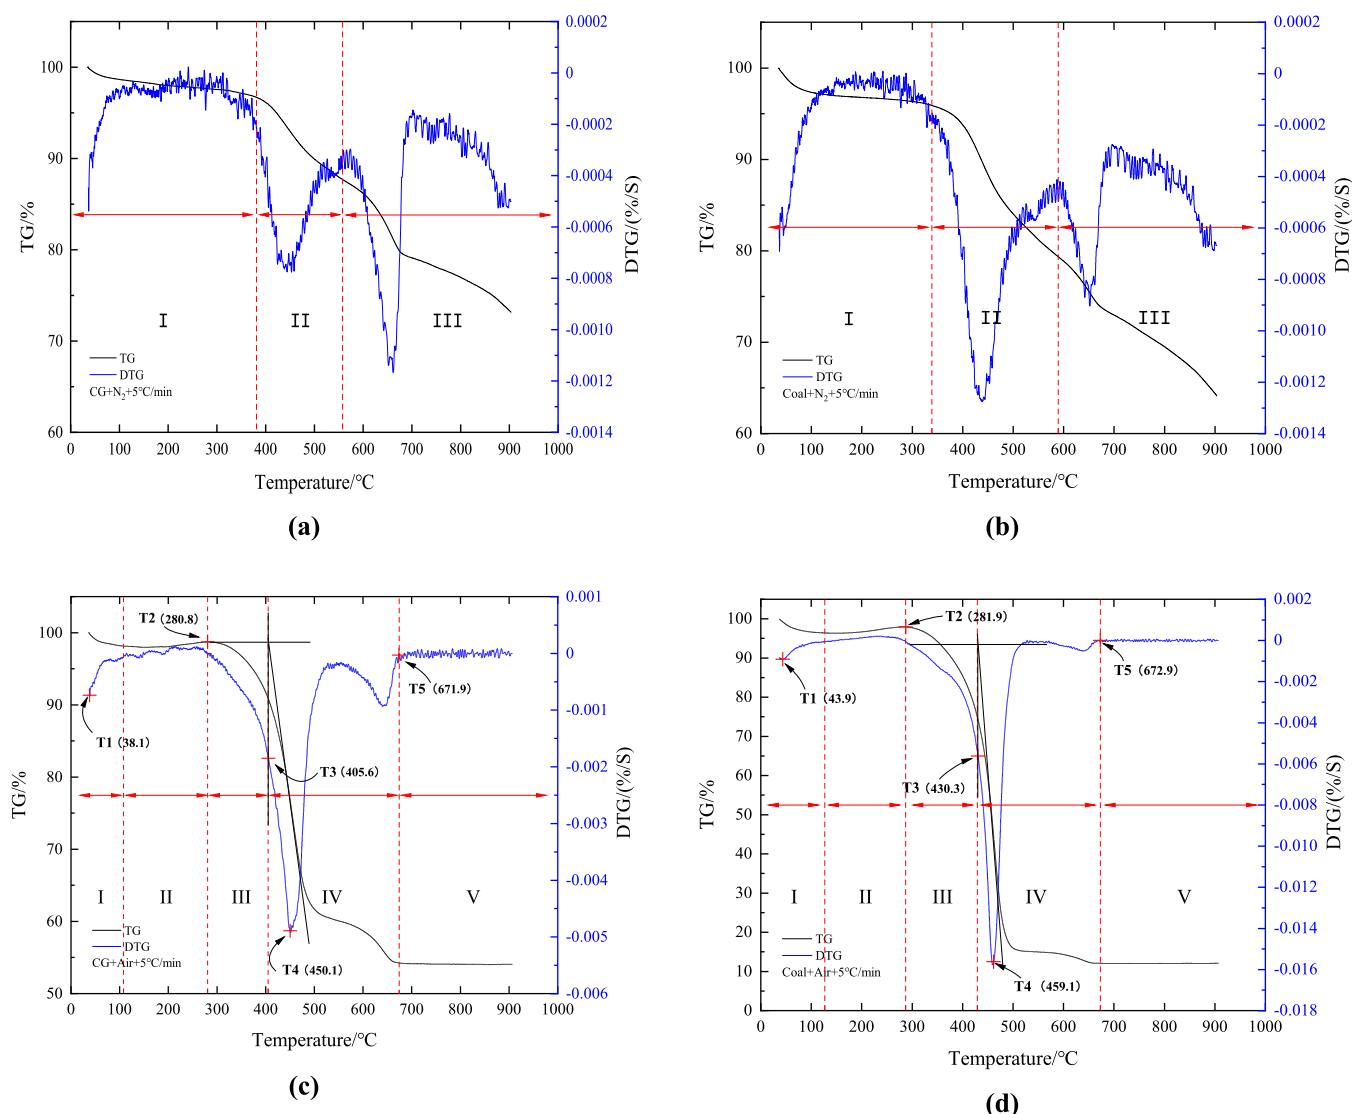 0.0002
0
-0.0002
-0.0004
-0.0006
-0.0008
-0.0010
-0.0012
-0.0014
DTG/(%/S)
100
90
80
70
60
TG/%
I
II
III
TG
DTG
CG+N2+5°C/min
0 100 200 300 400 500 600 700 800 900 1000
Temperature/°C
(a)
0.0002
0.0000
-0.0002
-0.0004
-0.0006
-0.0008
-0.0010
-0.0012
-0.0014
DTG/(%/S)
100
90
80
70
60
TG/%
I
II
III
TG
DTG
Coal+N2+5°C/min
0 100 200 300 400 500 600 700 800 900 1000
Temperature/°C
(b)
0.001
0.000
-0.001
-0.002
-0.003
-0.004
-0.005
-0.006
DTG/(%/S)
100
90
80
70
60
50
TG/%
T2 (280.8)
T1 (38.1)
T5 (671.9)
T3 (405.6)
T4 (450.1)
I
II
III
IV
V
TG
DTG
CG+Air+5°C/min
0 100 200 300 400 500 600 700 800 900 1000
Temperature/°C
(c)
0.002
0.000
-0.002
-0.004
-0.006
-0.008
-0.010
-0.012
-0.014
-0.016
-0.018
DTG/(%/S)
100
90
80
70
60
50
40
30
20
10
0
TG/%
T2 (281.9)
T1 (43.9)
T5 (672.9)
T3 (430.3)
T4 (459.1)
I
II
III
IV
V
TG
DTG
Coal+Air+5°C/min
0 100 200 300 400 500 600 700 800 900 1000
Temperature/°C
(d)